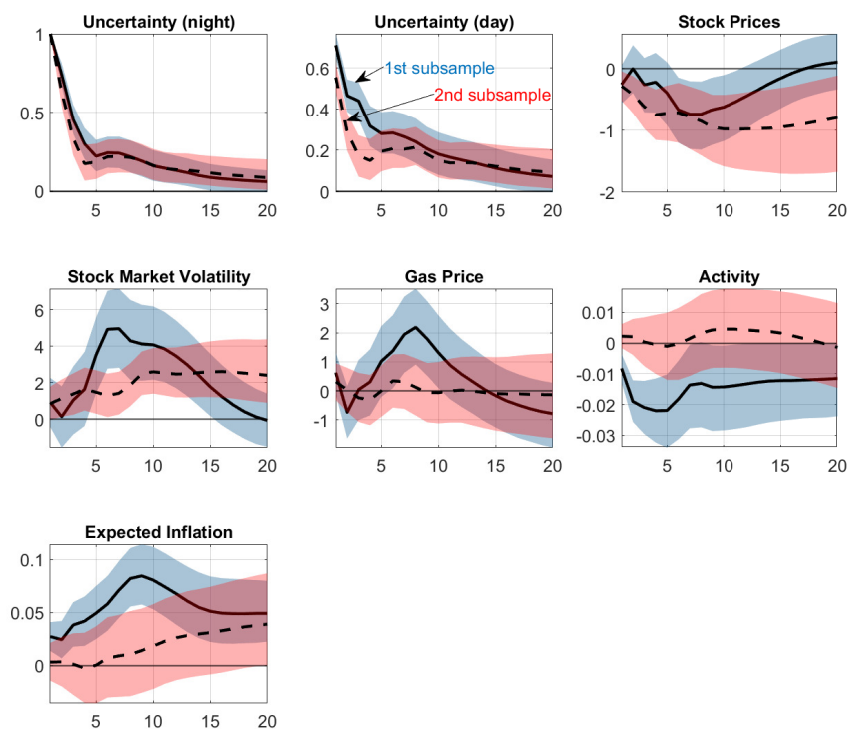 Uncertainty (night)
1
0.5
0
5 10 15 20
Uncertainty (day)
0.6
0.4
0.2
0
1st subsample
2nd subsample
5 10 15 20
Stock Prices
0
-1
-2
5 10 15 20
Stock Market Volatility
6
4
2
0
5 10 15 20
Gas Price
3
2
1
0
-1
5 10 15 20
Activity
0.01
0
-0.01
-0.02
-0.03
5 10 15 20
Expected Inflation
0.1
0.05
0
5 10 15 20